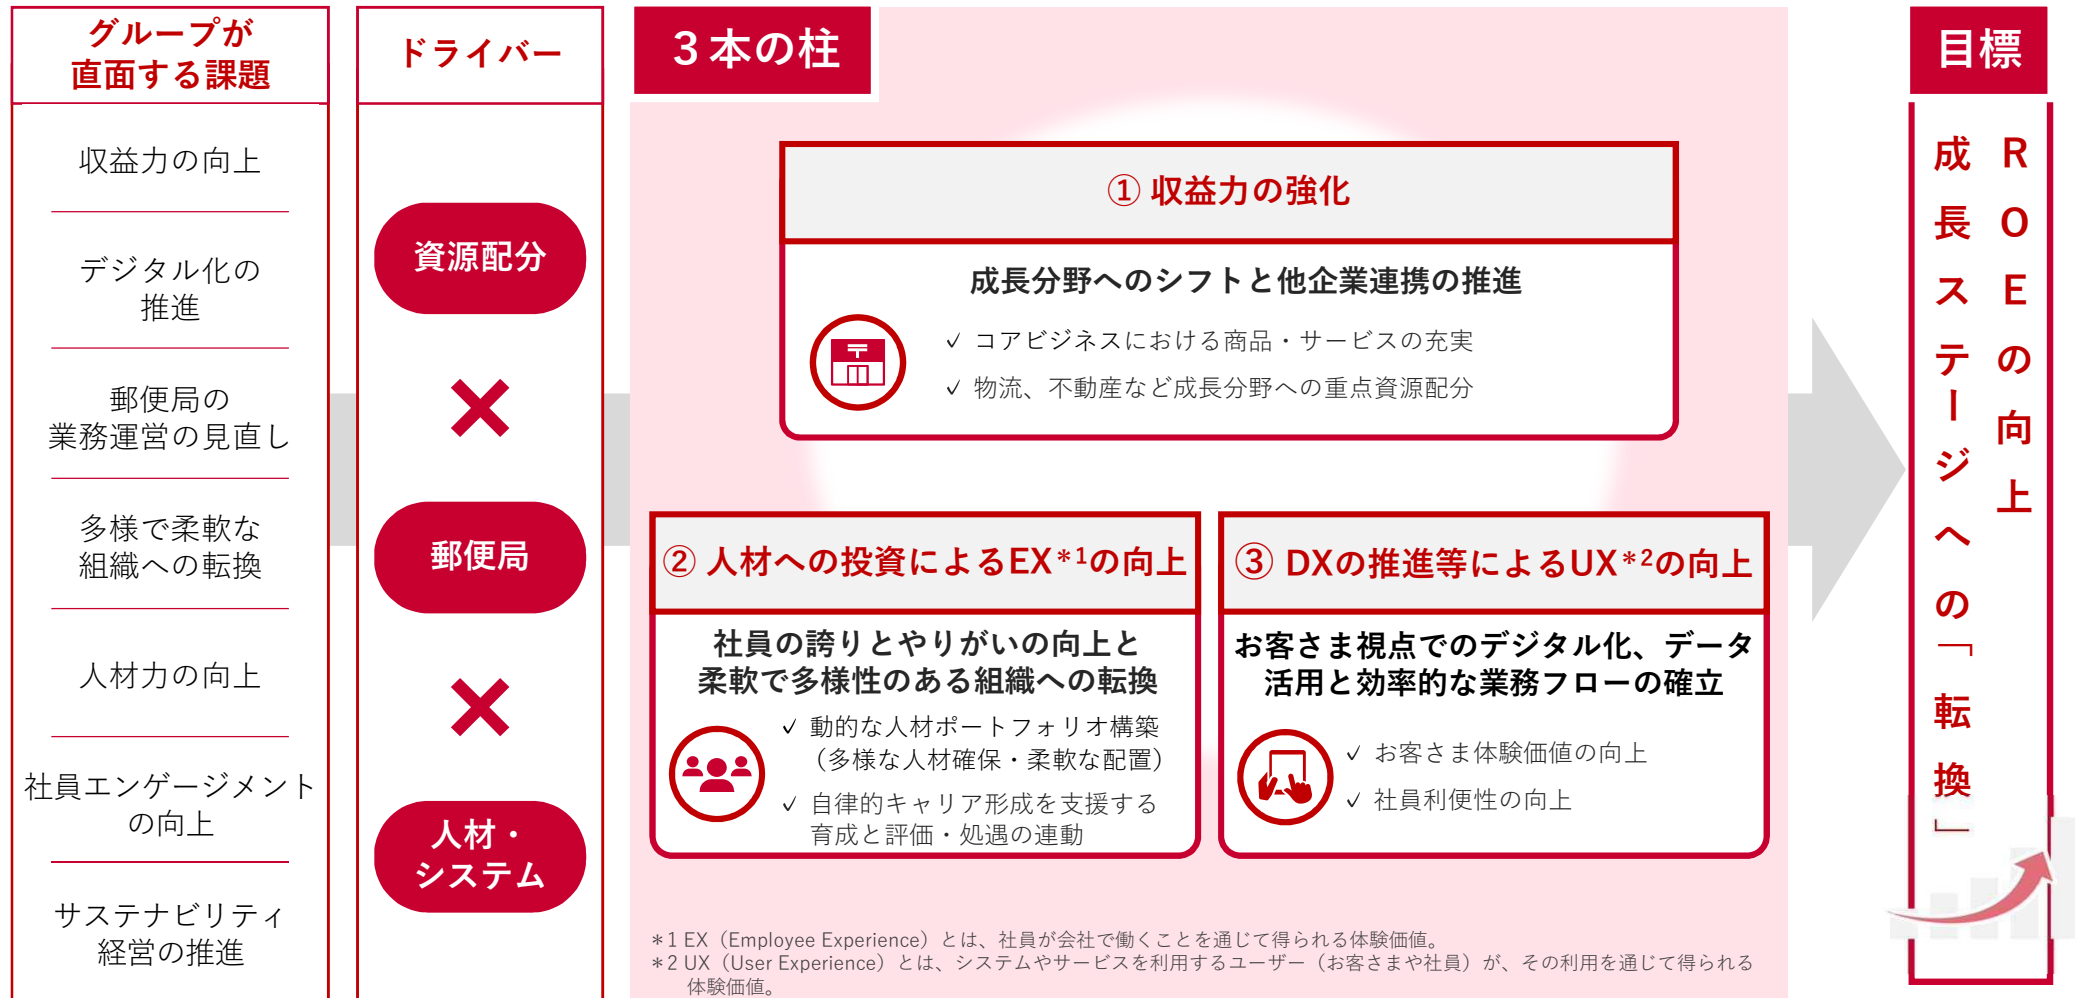 グループが
直面する課題
収益力の向上
デジタル化の
推進
郵便局の
業務運営の見直し
多様で柔軟な
組織への転換
人材力の向上
社員エンゲージメント
の向上
サステナビリティ
経営の推進
ドライバー
資源配分
×
郵便局
×
人材・
システム
３本の柱
① 収益力の強化
成長分野へのシフトと他企業連携の推進
✓ コアビジネスにおける商品・サービスの充実
✓ 物流、不動産など成長分野への重点資源配分
② 人材への投資によるEX*1の向上
社員の誇りとやりがいの向上と
柔軟で多様性のある組織への転換
✓ 動的な人材ポートフォリオ構築
（多様な人材確保・柔軟な配置）
✓ 自律的キャリア形成を支援する
育成と評価・処遇の連動
③ DXの推進等によるUX*2の向上
お客さま視点でのデジタル化、データ
活用と効率的な業務フローの確立
✓ お客さま体験価値の向上
✓ 社員利便性の向上
*1 EX（Employee Experience）とは、社員が会社で働くことを通じて得られる体験価値。
*2 UX（User Experience）とは、システムやサービスを利用するユーザー（お客さまや社員）が、その利用を通じて得られる
体験価値。
目標
ROEの向上
成長ステージへの「転換」